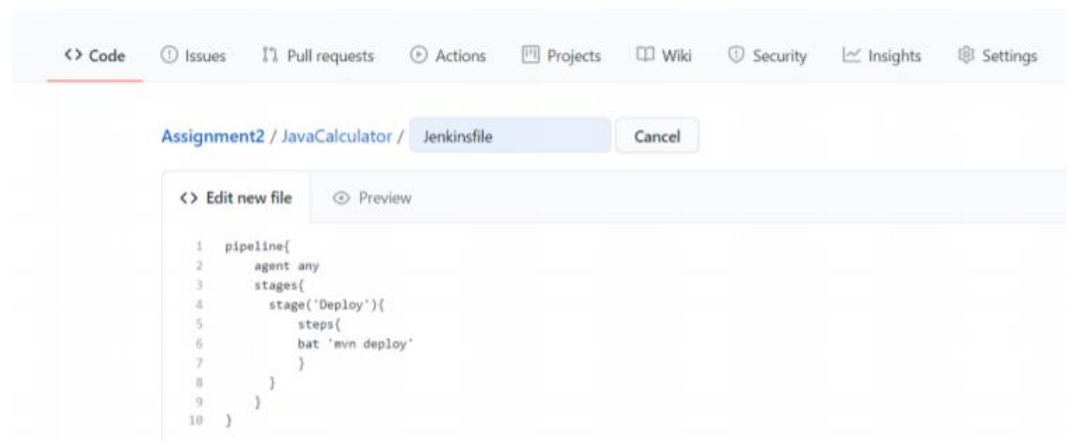 <> Code Issues Pull requests Actions Projects Wiki Security Insights Settings
Assignment2 / JavaCalculator / Jenkinsfile Cancel
<> Edit new file Preview
1 pipeline{
2 agent any
3 stages{
4 stage('Deploy'){
5 steps{
6 bat 'mvn deploy'
7 }
8 }
9 }
10 }